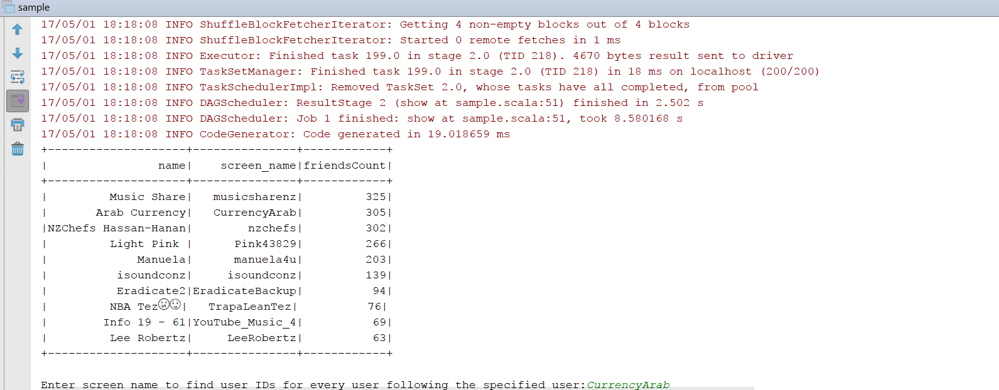 sample
17/05/01 18:18:08 INFO ShuffleBlockFetcherIterator: Getting 4 non-empty blocks out of 4 blocks
17/05/01 18:18:08 INFO ShuffleBlockFetcherIterator: Started 0 remote fetches in 1 ms
17/05/01 18:18:08 INFO Executor: Finished task 199.0 in stage 2.0 (TID 218). 4670 bytes result sent to driver
17/05/01 18:18:08 INFO TaskSetManager: Finished task 199.0 in stage 2.0 (TID 218) in 18 ms on localhost (200/200)
17/05/01 18:18:08 INFO TaskSchedulerImpl: Removed TaskSet 2.0, whose tasks have all completed, from pool
17/05/01 18:18:08 INFO DAGScheduler: ResultStage 2 (show at sample.scala:51) finished in 2.502 s
17/05/01 18:18:08 INFO DAGScheduler: Job 1 finished: show at sample.scala:51, took 8.580168 s
17/05/01 18:18:08 INFO CodeGenerator: Code generated in 19.018659 ms
+--------------------+---------------+------------+
|                name|    screen_name|friendsCount|
+--------------------+---------------+------------+
|         Music Share|   musicsharenz|         325|
|       Arab Currency|   CurrencyArab|         305|
|NZChefs Hassan-Hanan|        nzchefs|         302|
|         Light Pink |      Pink43829|         266|
|             Manuela|      manuela4u|         203|
|          isoundconz|     isoundconz|         139|
|          Eradicate2|EradicateBackup|          94|
|         NBA Tez|   TrapaLeanTez|          76|
|        Info 19 - 61|YouTube_Music_4|          69|
|         Lee Robertz|     LeeRobertz|          63|
+--------------------+---------------+------------+
Enter screen name to find user IDs for every user following the specified user:CurrencyArab